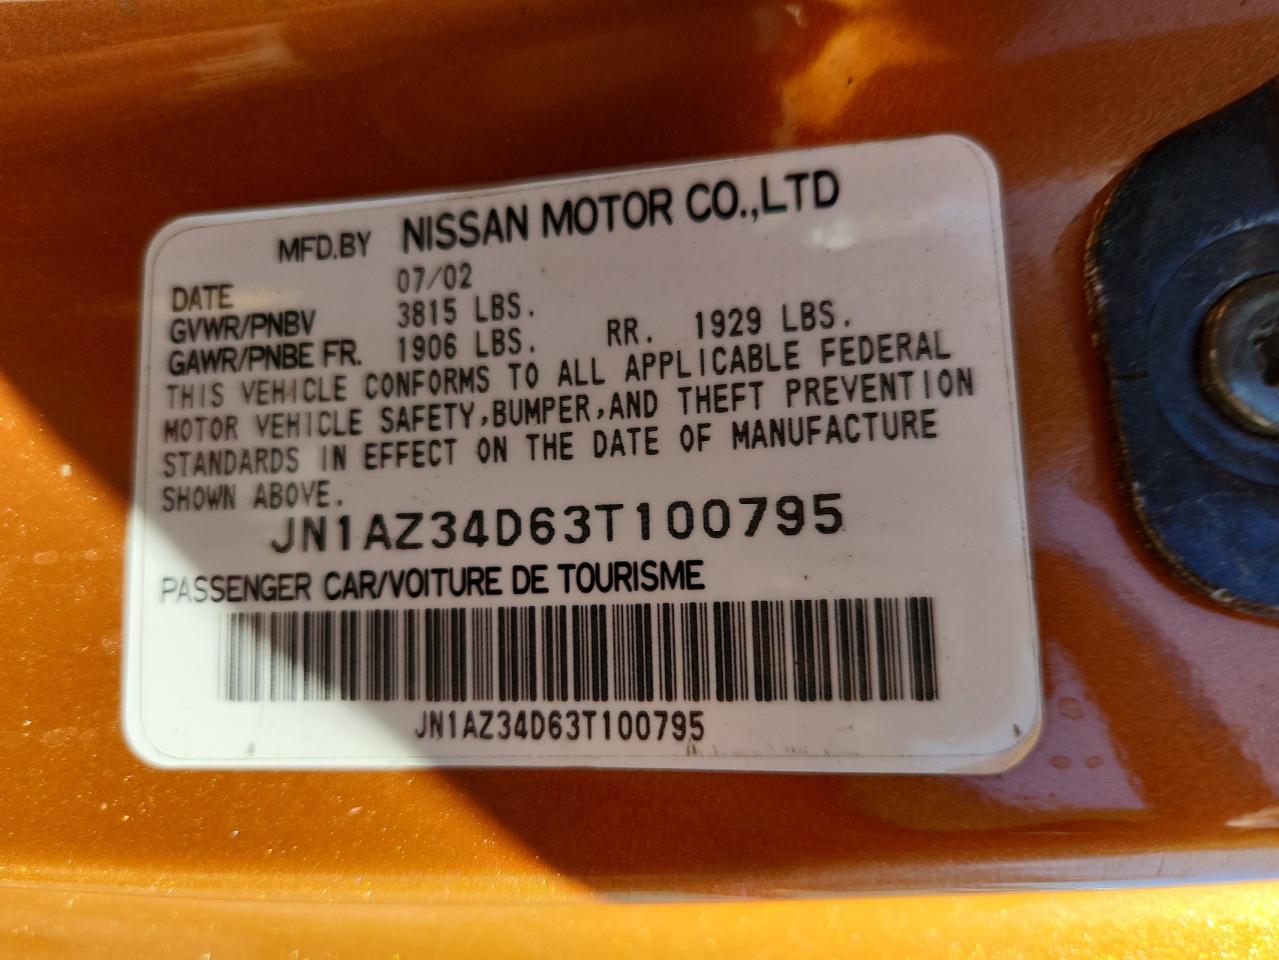 MFD.BY NISSAN MOTOR CO.,LTD
DATE 07/02
GVWR/PNBV 3815 LBS.
GAWR/PNBE FR. 1906 LBS. RR. 1929 LBS.
THIS VEHICLE CONFORMS TO ALL APPLICABLE FEDERAL
MOTOR VEHICLE SAFETY,BUMPER,AND THEFT PREVENTION
STANDARDS IN EFFECT ON THE DATE OF MANUFACTURE
SHOWN ABOVE.
JN1AZ34D63T100795
PASSENGER CAR/VOITURE DE TOURISME
JN1AZ34D63T100795